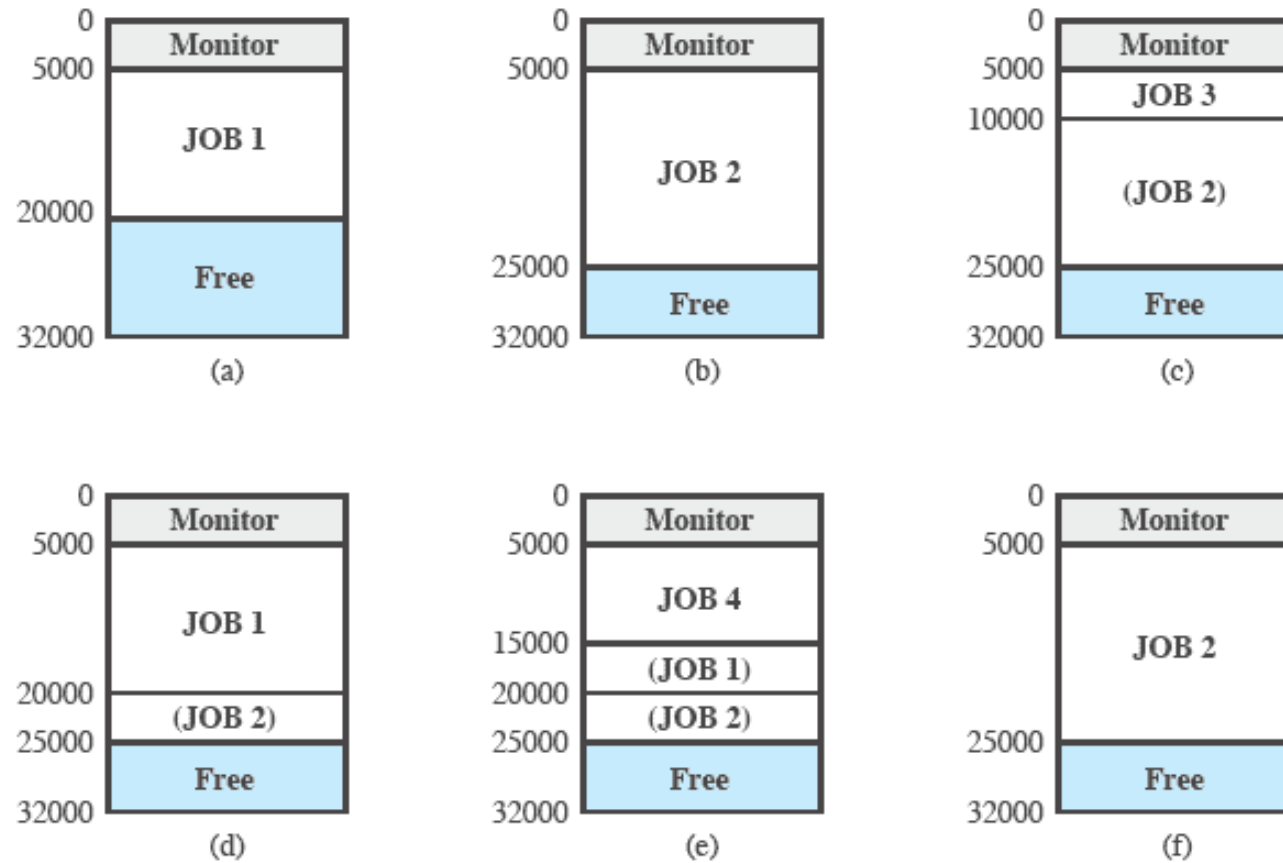 0
Monitor
5000
JOB 1
20000
Free
32000
(a)
0
Monitor
5000
JOB 2
25000
Free
32000
(b)
0
Monitor
5000
JOB 3
10000
(JOB 2)
25000
Free
32000
(c)
0
Monitor
5000
JOB 1
20000
(JOB 2)
25000
Free
32000
(d)
0
Monitor
5000
JOB 4
15000
(JOB 1)
20000
(JOB 2)
25000
Free
32000
(e)
0
Monitor
5000
JOB 2
25000
Free
32000
(f)